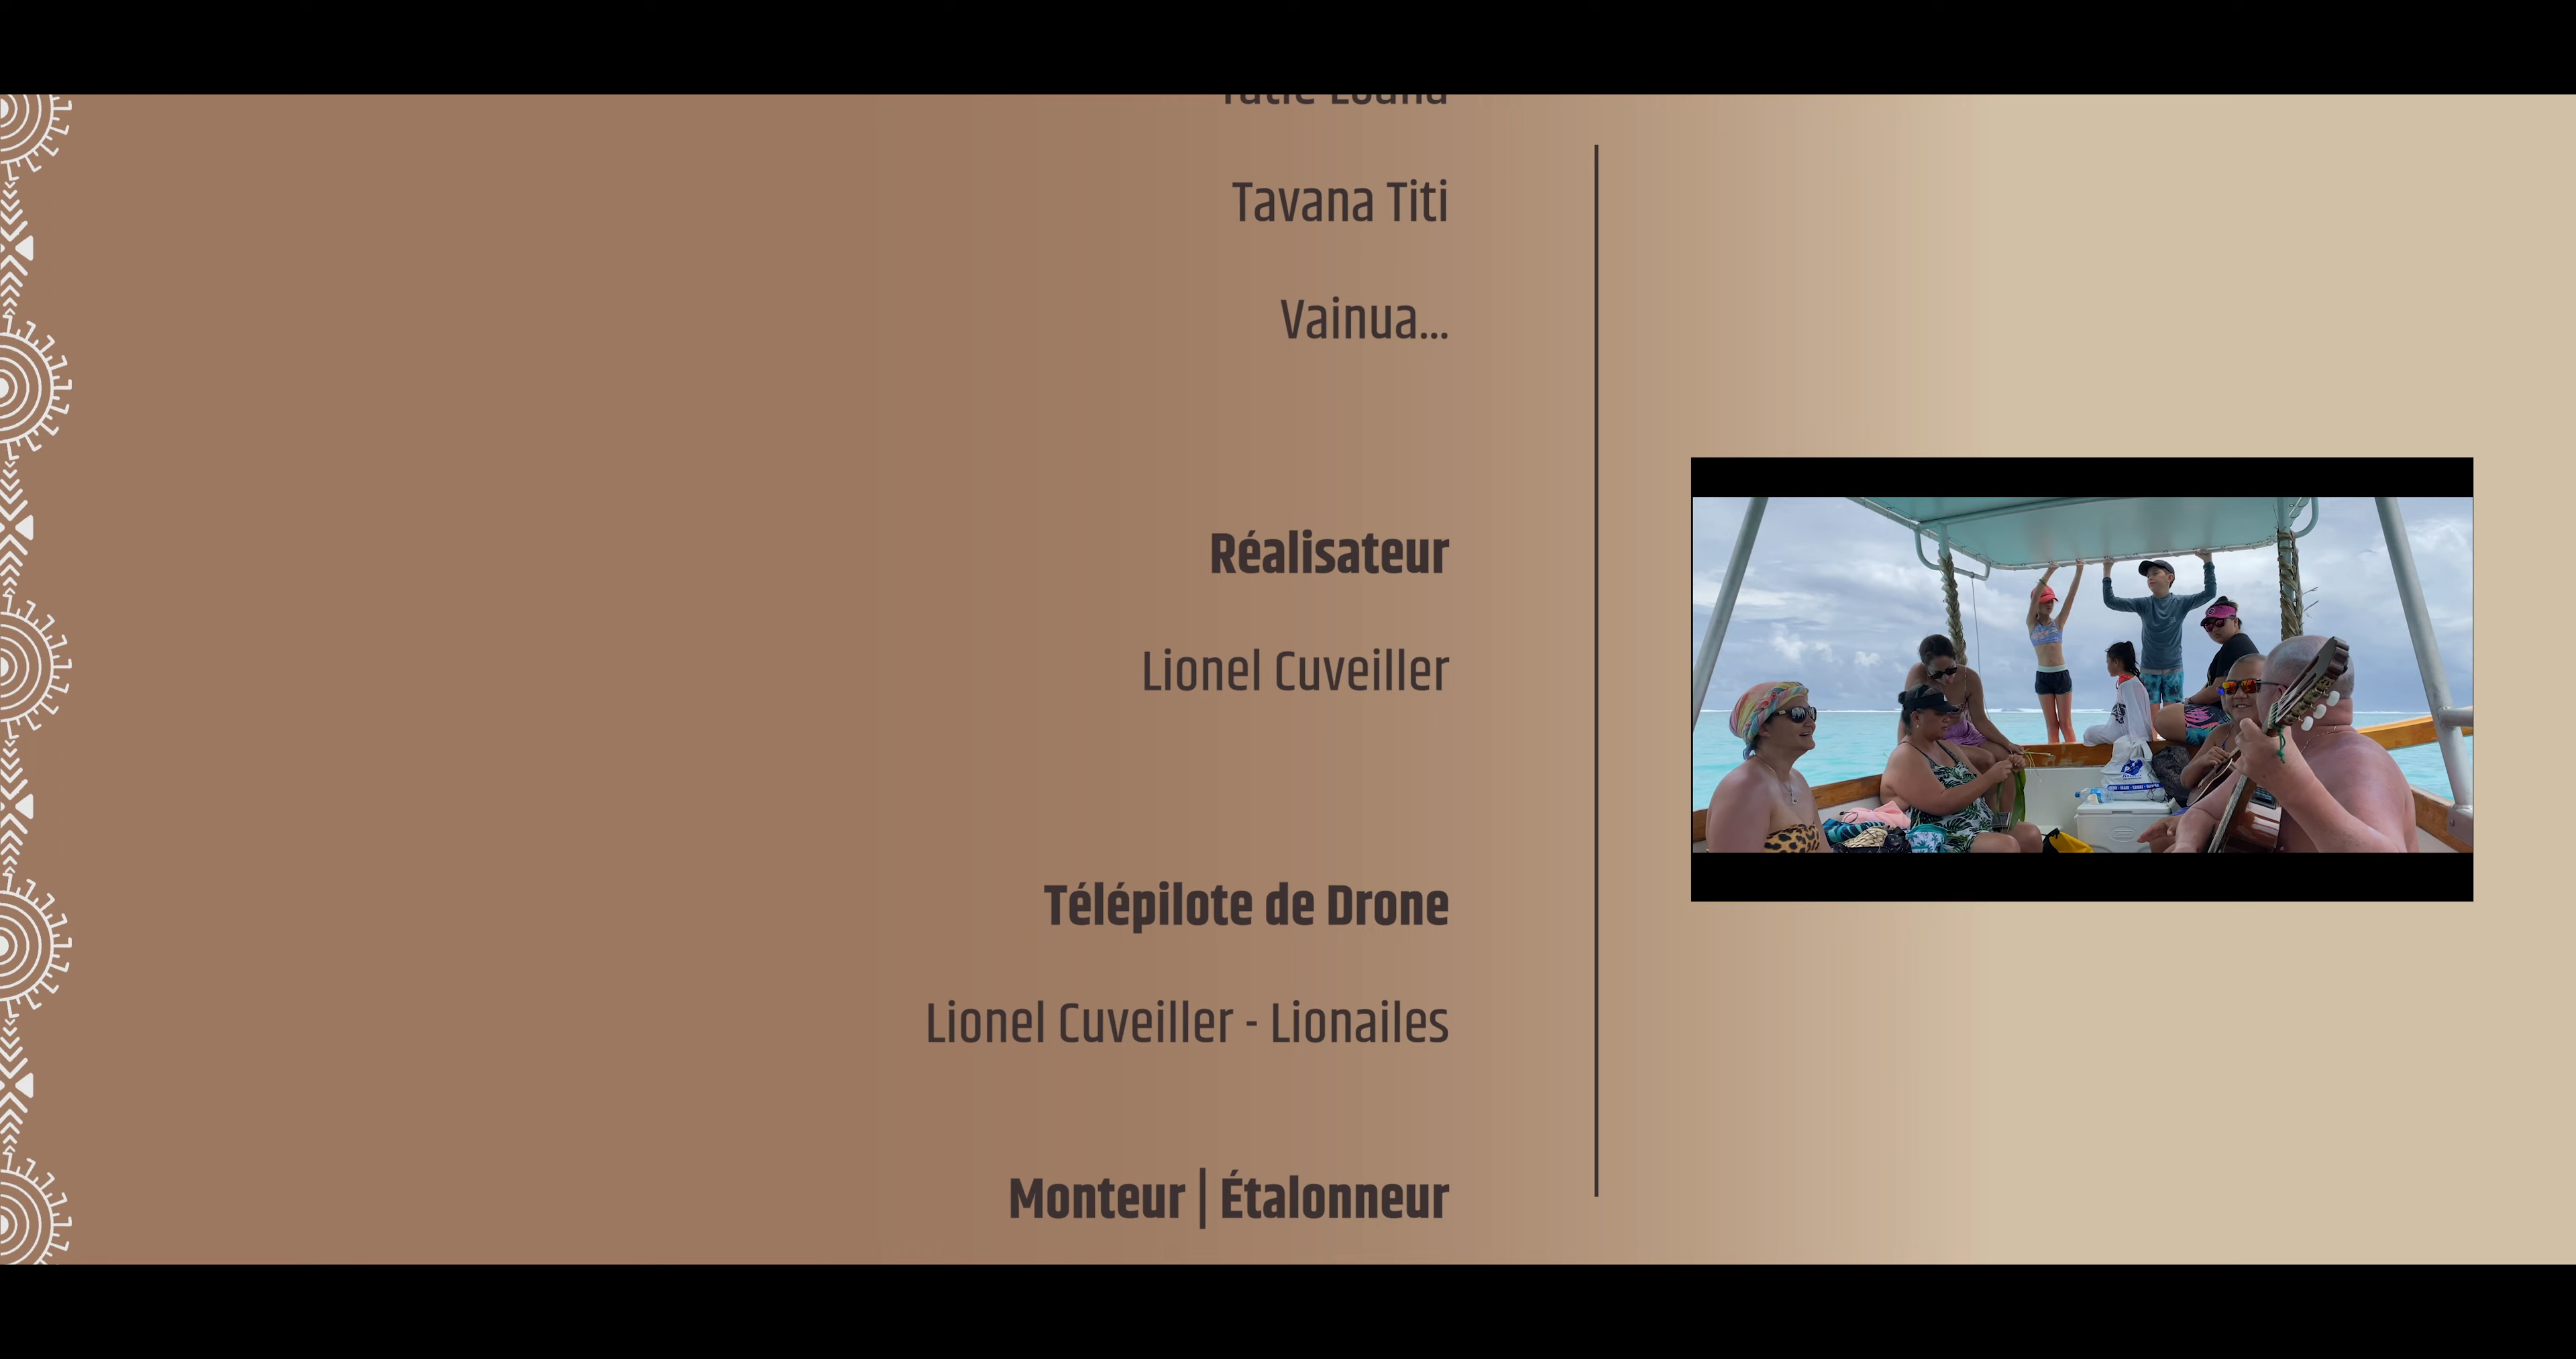 Tavana Titi
Vainua...
Réalisateur
Lionel Cuveiller
Télépilote de Drone
Lionel Cuveiller - Lionailes
Monteur | Étalonneur